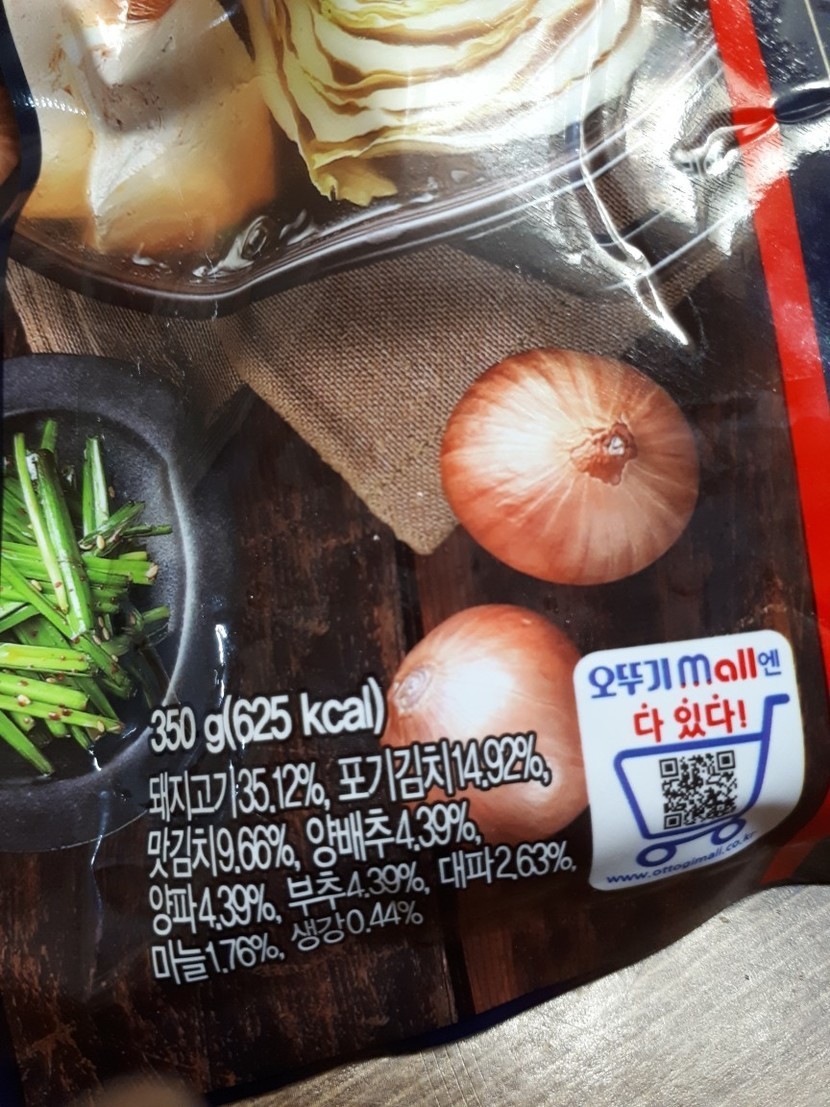 350 g(625 kcal)
돼지고기35.12%, 포기김치14.92%,
맛김치9.66%, 양배추4.39%,
양파4.39%, 부추4.39%, 대파2.63%,
마늘1.76%, 생강0.44%
오뚜기mall엔
다 있다!
www.ottogimall.co.kr